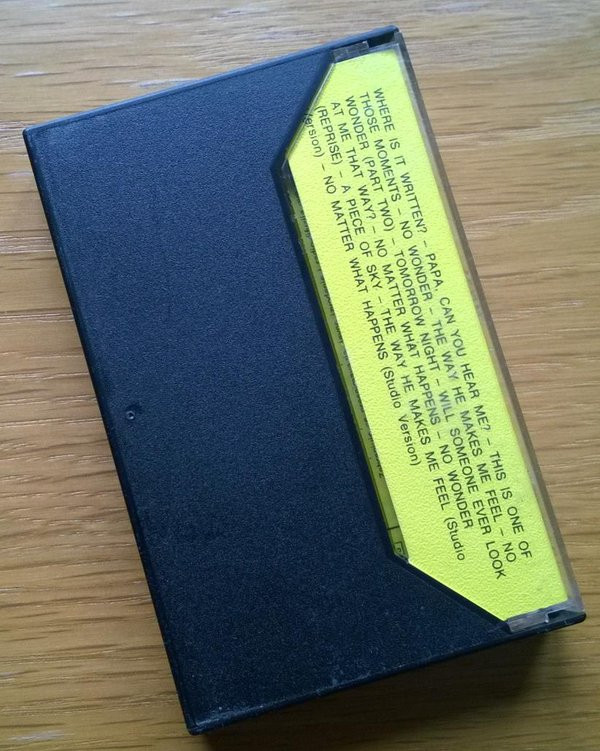 WHERE IS IT WRITTEN? – PAPA, CAN YOU HEAR ME? – THIS IS ONE OF
THOSE MOMENTS – NO WONDER – THE WAY HE MAKES ME FEEL – NO
WONDER (PART TWO) – TOMORROW NIGHT – WILL SOMEONE EVER LOOK
AT ME THAT WAY? – NO MATTER WHAT HAPPENS – NO WONDER
(REPRISE) – A PIECE OF SKY – THE WAY HE MAKES ME FEEL (Studio
Version) – NO MATTER WHAT HAPPENS (Studio Version)